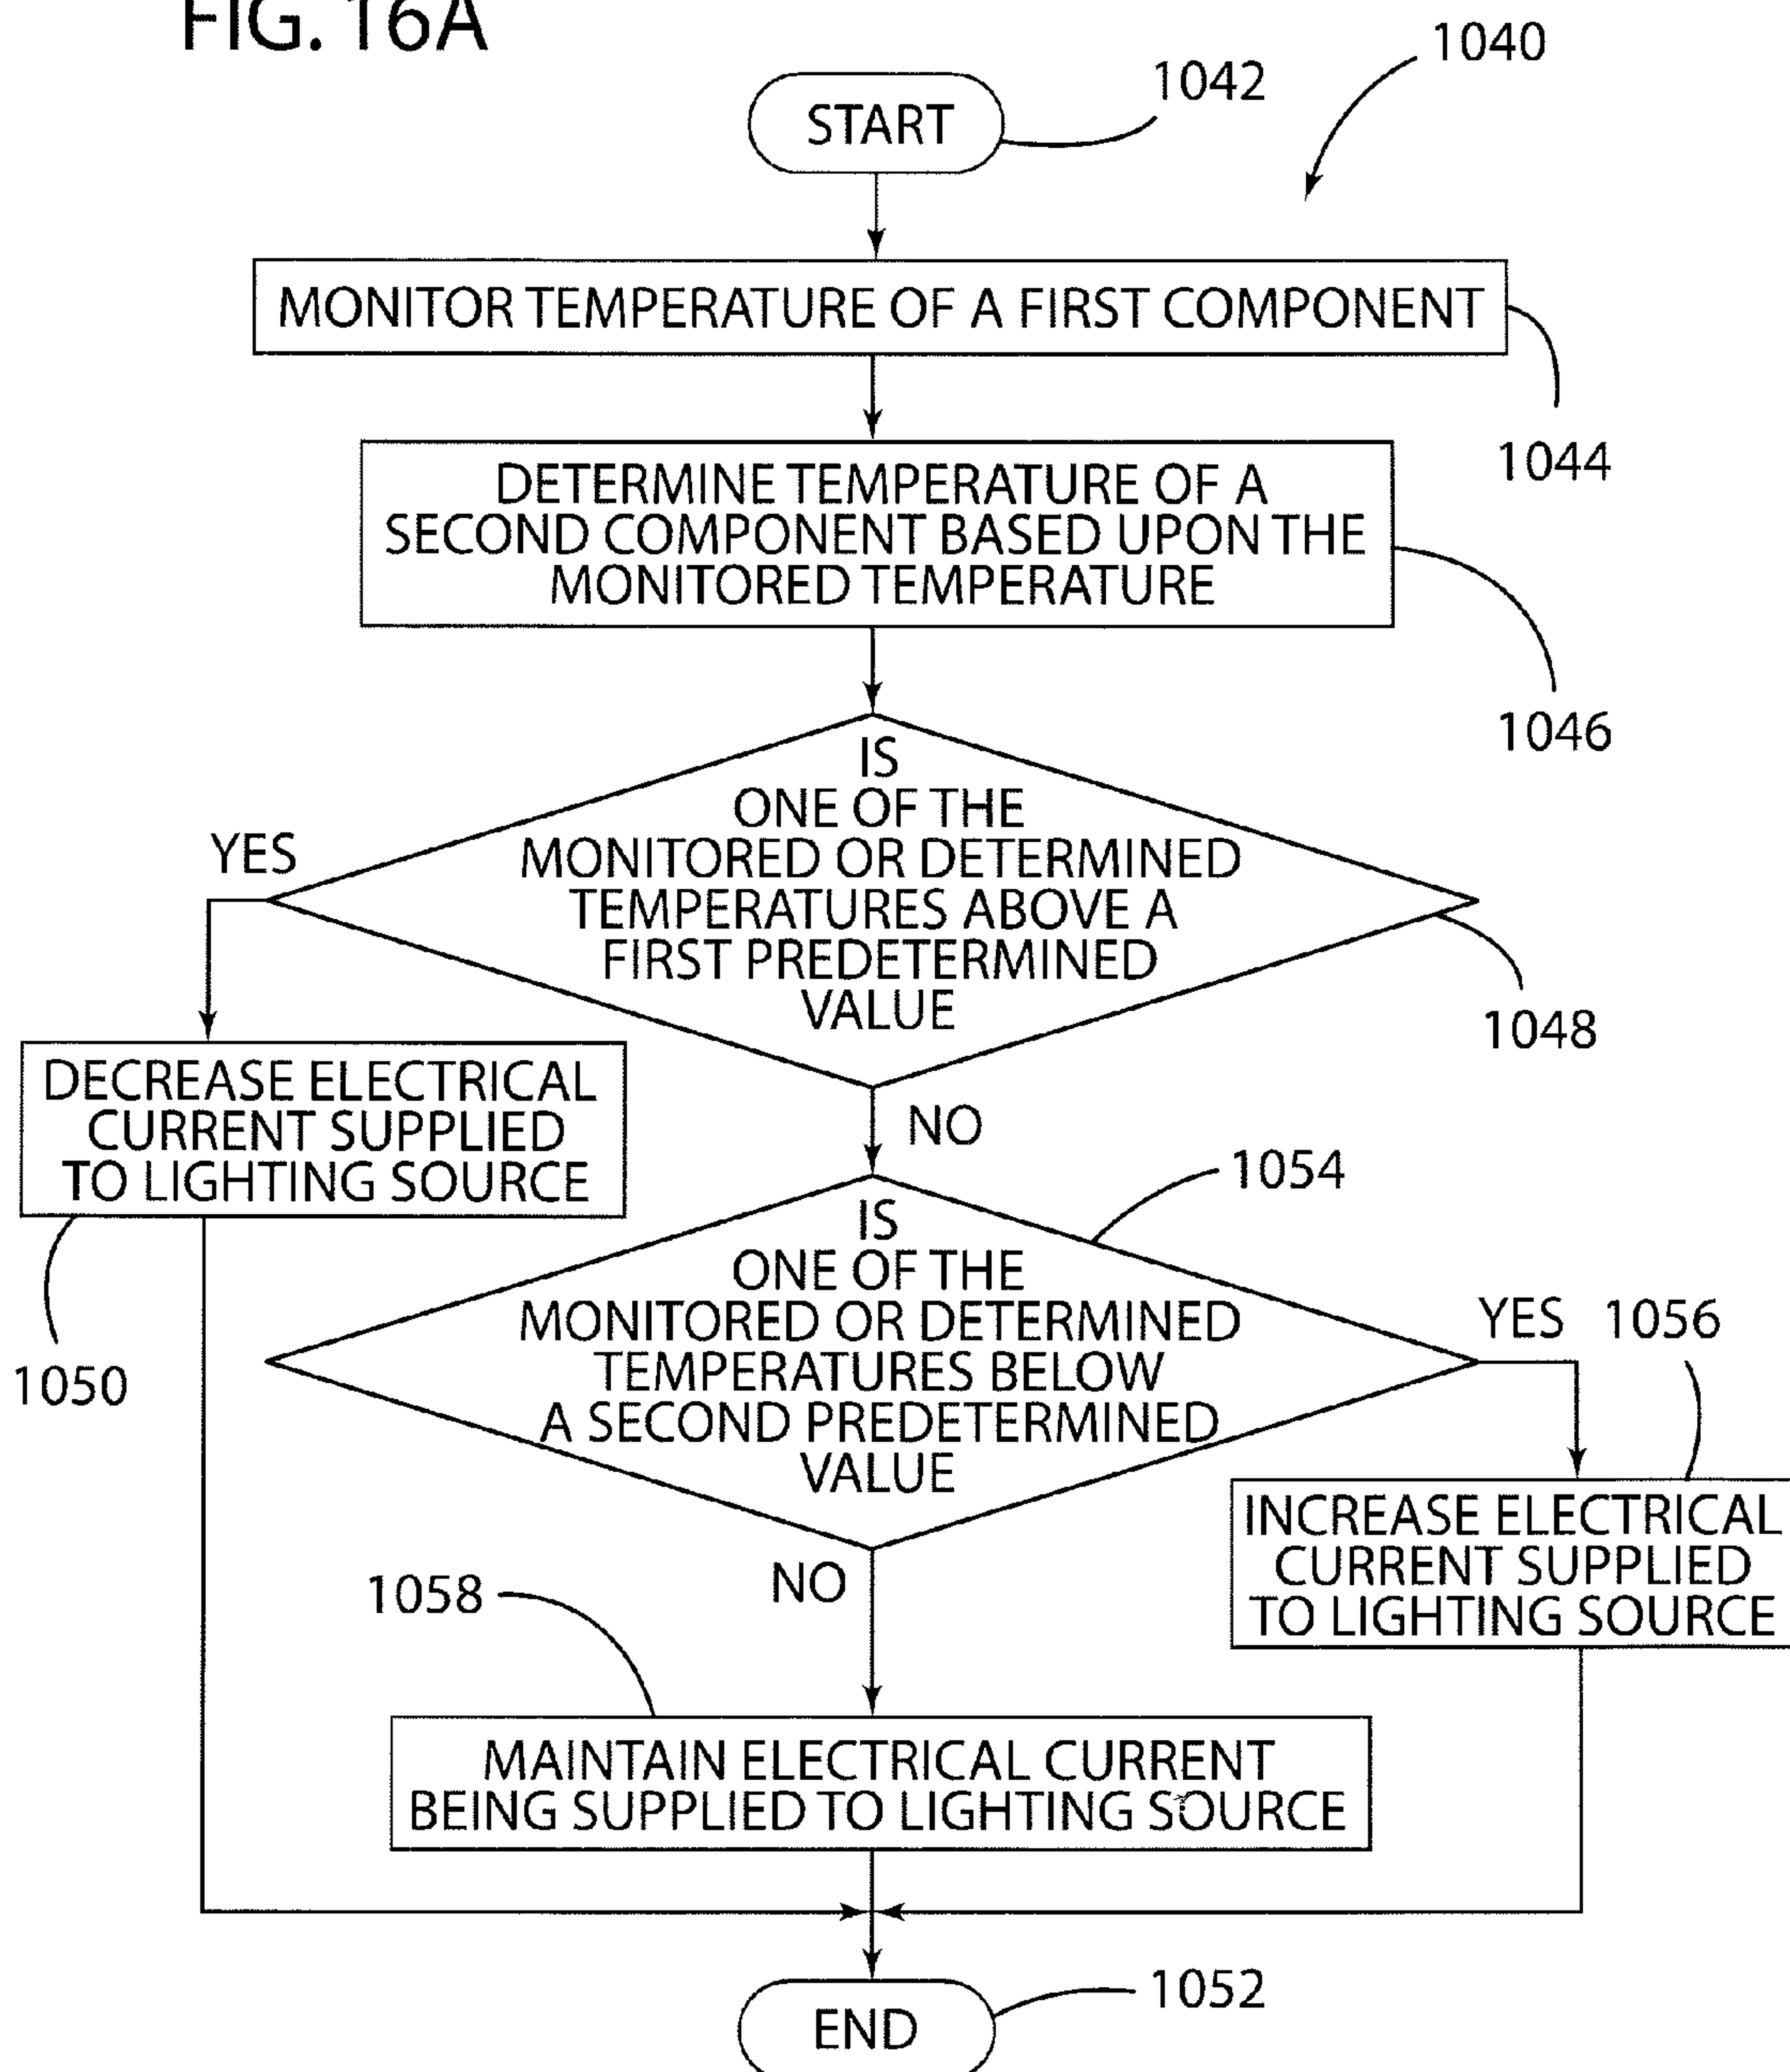 FIG. 16A
1040
1042
START
MONITOR TEMPERATURE OF A FIRST COMPONENT
1044
DETERMINE TEMPERATURE OF A
SECOND COMPONENT BASED UPON THE
MONITORED TEMPERATURE
1046
IS
ONE OF THE
MONITORED OR DETERMINED
TEMPERATURES ABOVE A
FIRST PREDETERMINED
VALUE
YES
1048
DECREASE ELECTRICAL
CURRENT SUPPLIED
TO LIGHTING SOURCE
1050
NO
1054
IS
ONE OF THE
MONITORED OR DETERMINED
TEMPERATURES BELOW
A SECOND PREDETERMINED
VALUE
YES
1056
INCREASE ELECTRICAL
CURRENT SUPPLIED
TO LIGHTING SOURCE
NO
1058
MAINTAIN ELECTRICAL CURRENT
BEING SUPPLIED TO LIGHTING SOURCE
END
1052